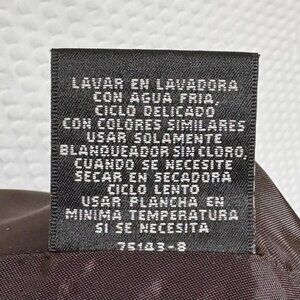 LAVAR EN LAVADORA
CON AGUA FRIA,
CICLO DELICADO
CON COLORES SIMILARES
USAR SOLAMENTE
BLANQUEADOR SIN CLORO,
CUANDO SE NECESITE
SECAR EN SECADORA
CICLO LENTO
USAR PLANCHA EN
MINIMA TEMPERATURA
SI SE NECESITA
75143-8